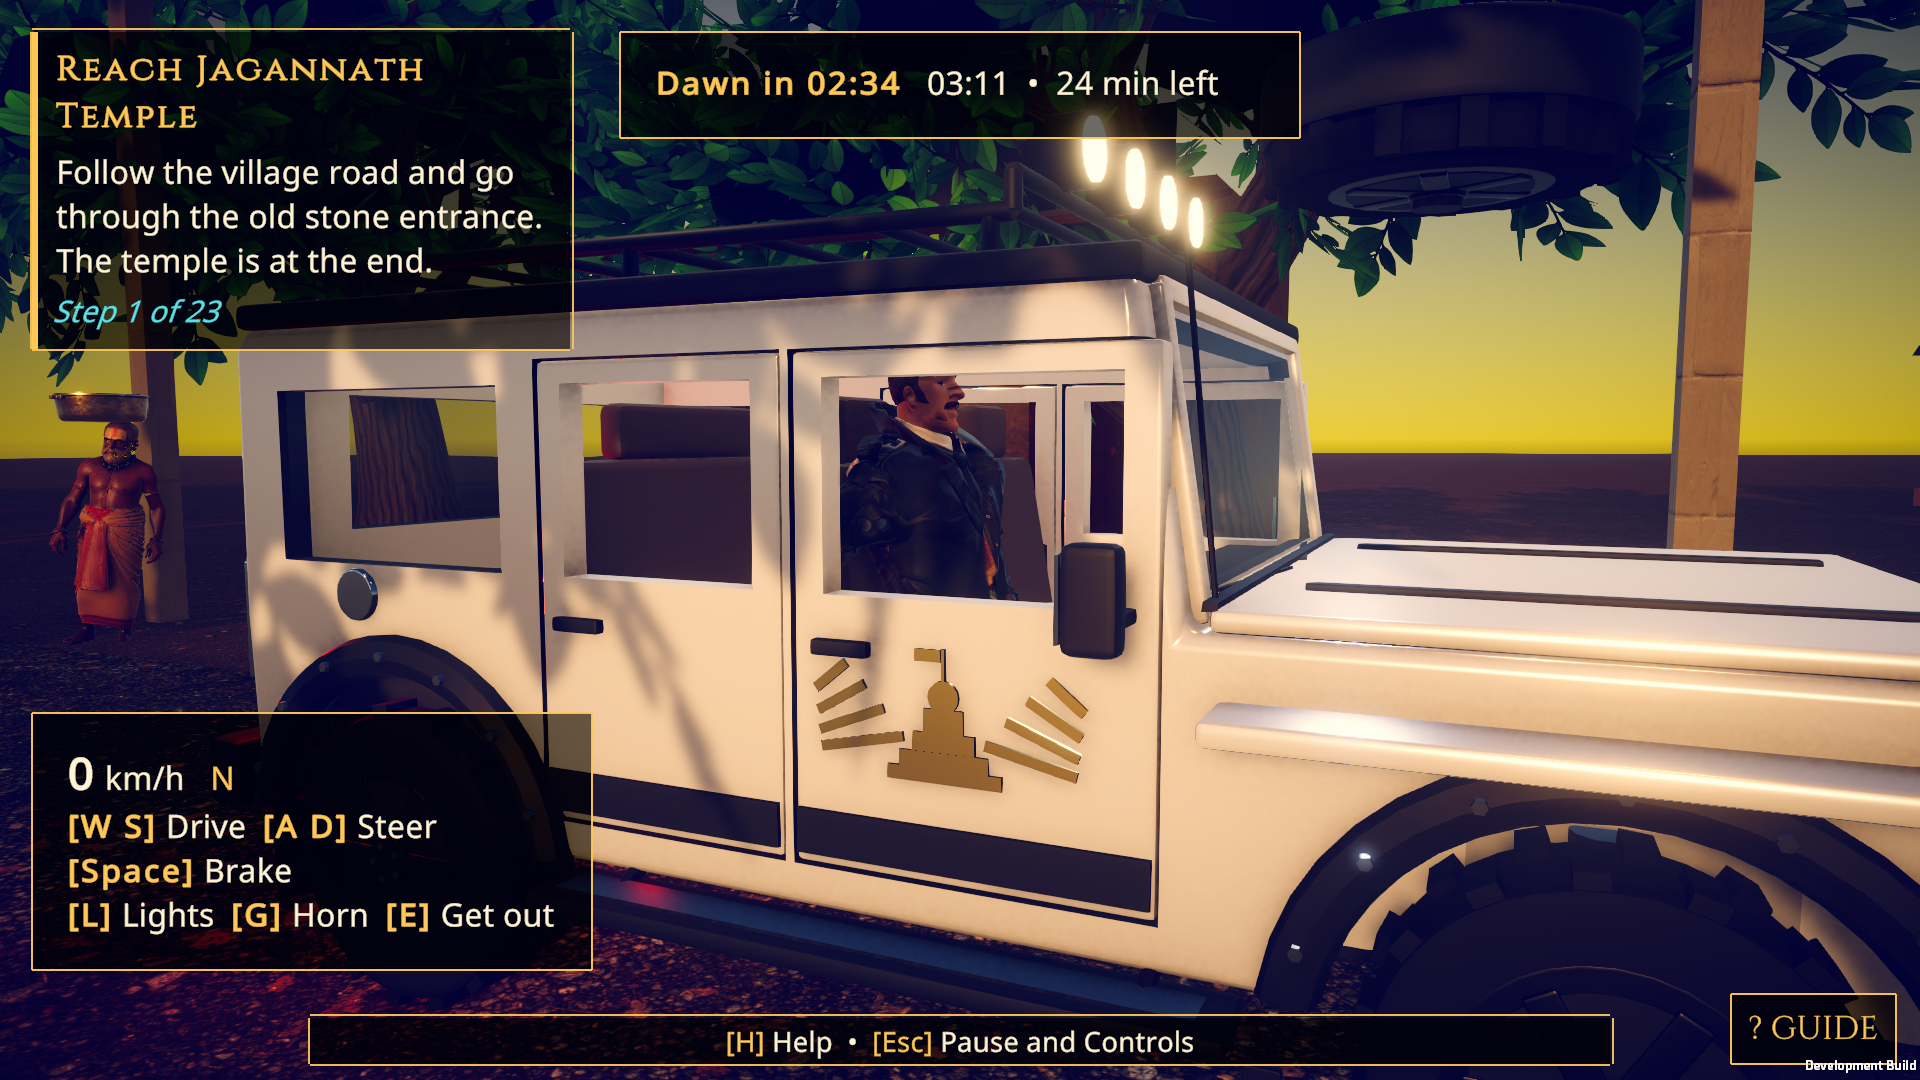 REACH JAGANNATH
TEMPLE
Follow the village road and go
through the old stone entrance.
The temple is at the end.
Step 1 of 23
Dawn in 02:34 03:11 • 24 min left
0 km/h N
[W S] Drive [A D] Steer
[Space] Brake
[L] Lights [G] Horn [E] Get out
[H] Help • [Esc] Pause and Controls
? GUIDE
Development Build